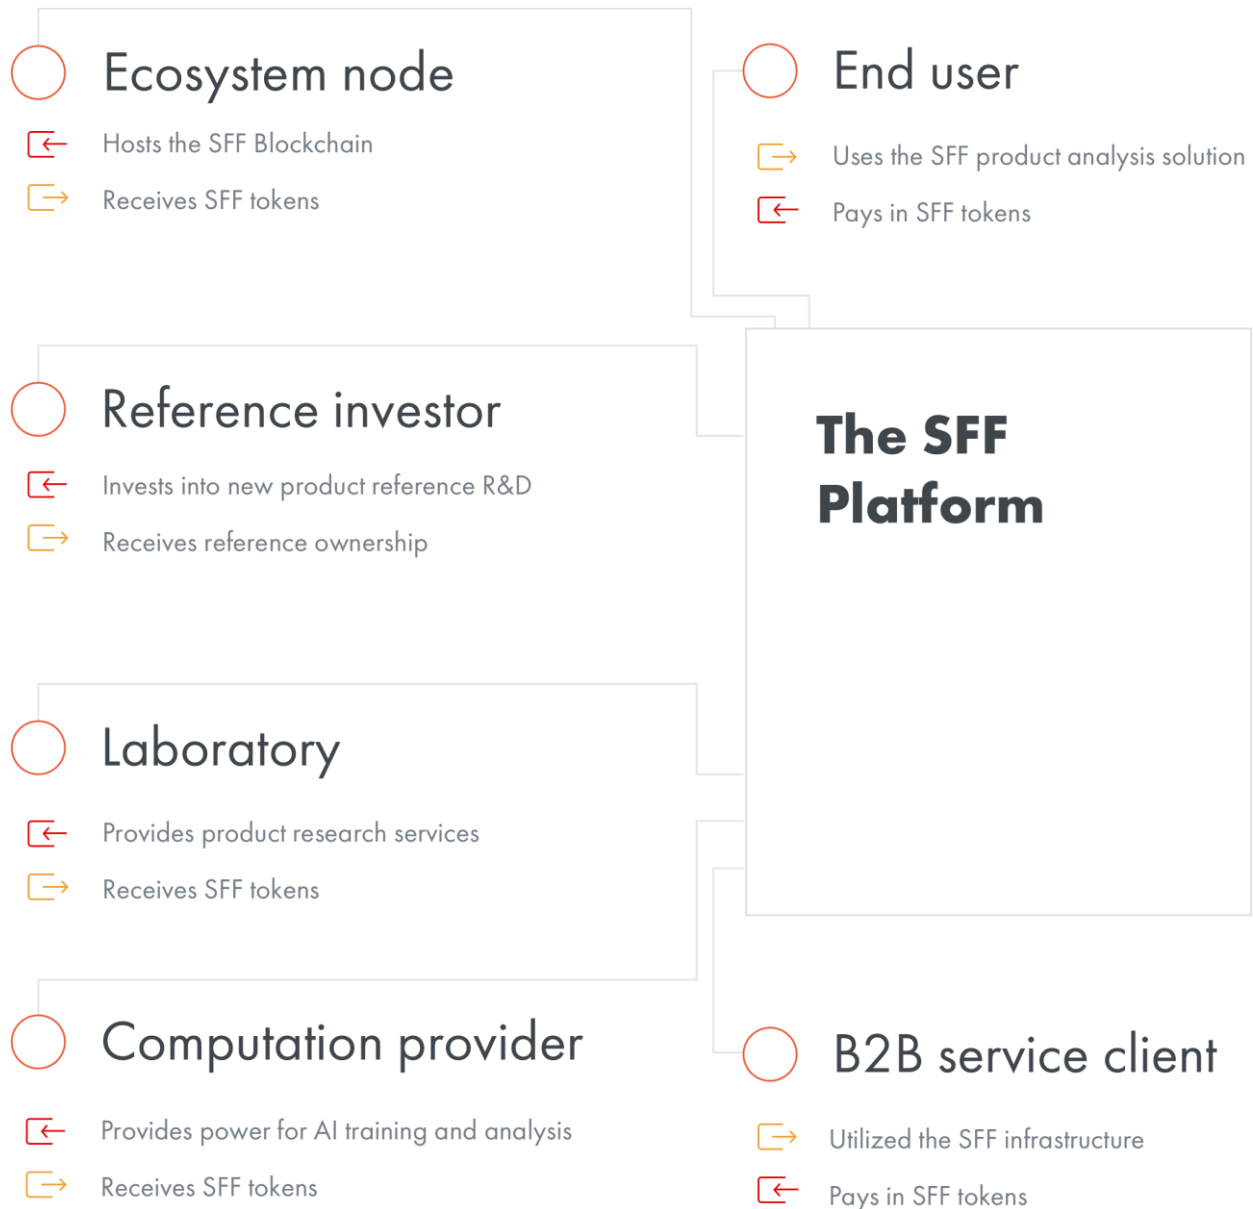 Ecosystem node
Hosts the SFF Blockchain
Receives SFF tokens
End user
Uses the SFF product analysis solution
Pays in SFF tokens
Reference investor
Invests into new product reference R&D
Receives reference ownership
The SFF
Platform
Laboratory
Provides product research services
Receives SFF tokens
Computation provider
Provides power for AI training and analysis
Receives SFF tokens
B2B service client
Utilized the SFF infrastructure
Pays in SFF tokens